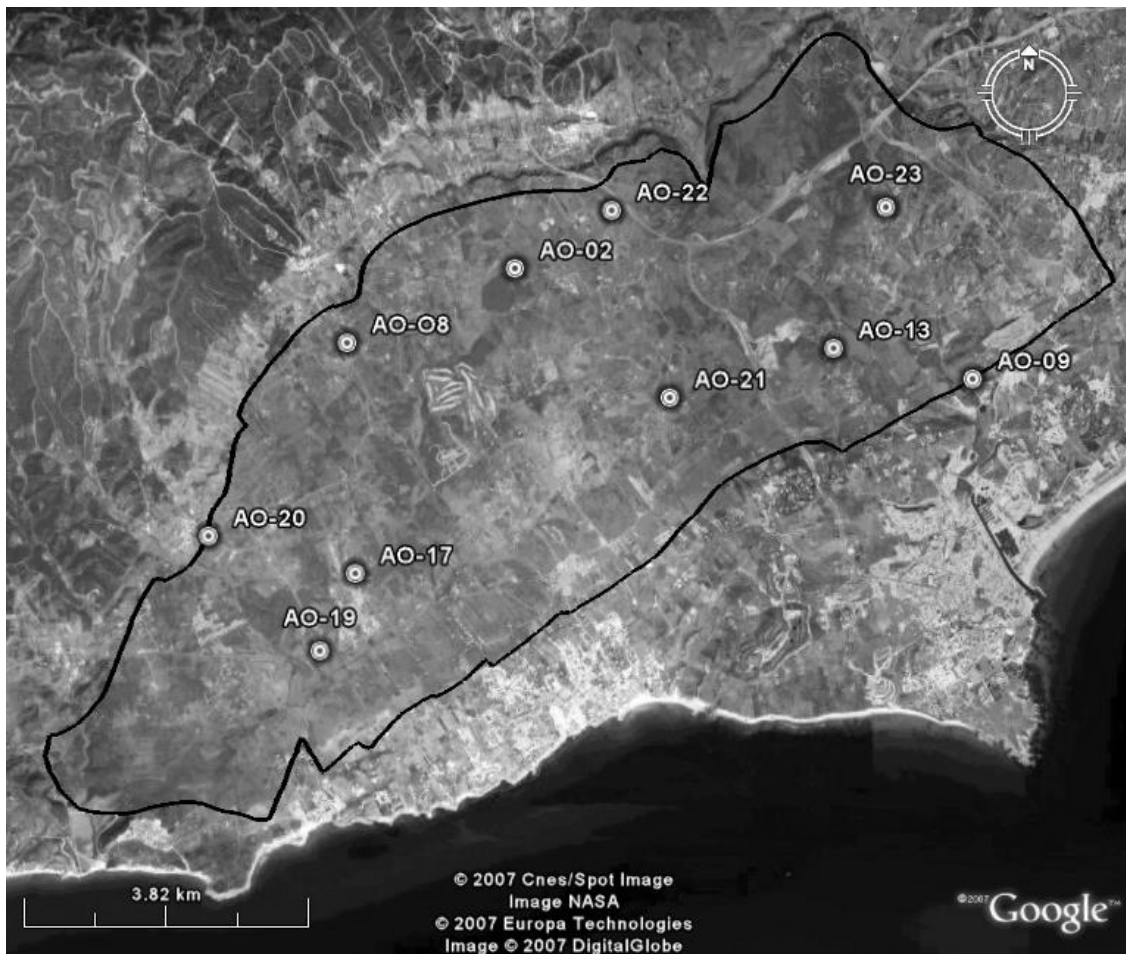 N
AO-23
AO-22
AO-02
AO-O8
AO-13
AO-09
AO-21
AO-20
AO-17
AO-19
3.82 km
© 2007 Cnes/Spot Image
Image NASA
© 2007 Europa Technologies
Image © 2007 DigitalGlobe
©2007 Google™